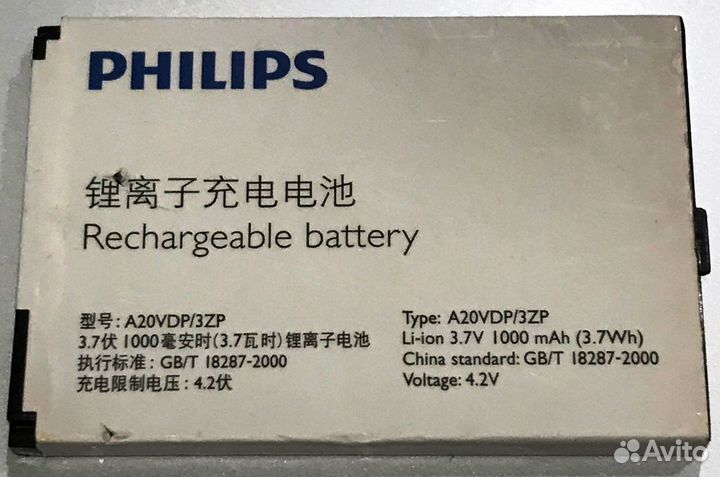 PHILIPS
锂离子充电电池
Rechargeable battery
型号: A20VDP/3ZP
3.7伏 1000毫安时(3.7瓦时)锂离子电池
执行标准: GB/T 18287-2000
充电限制电压: 4.2伏
Type: A20VDP/3ZP
Li-ion 3.7V 1000 mAh (3.7Wh)
China standard: GB/T 18287-2000
Voltage: 4.2V
Avito